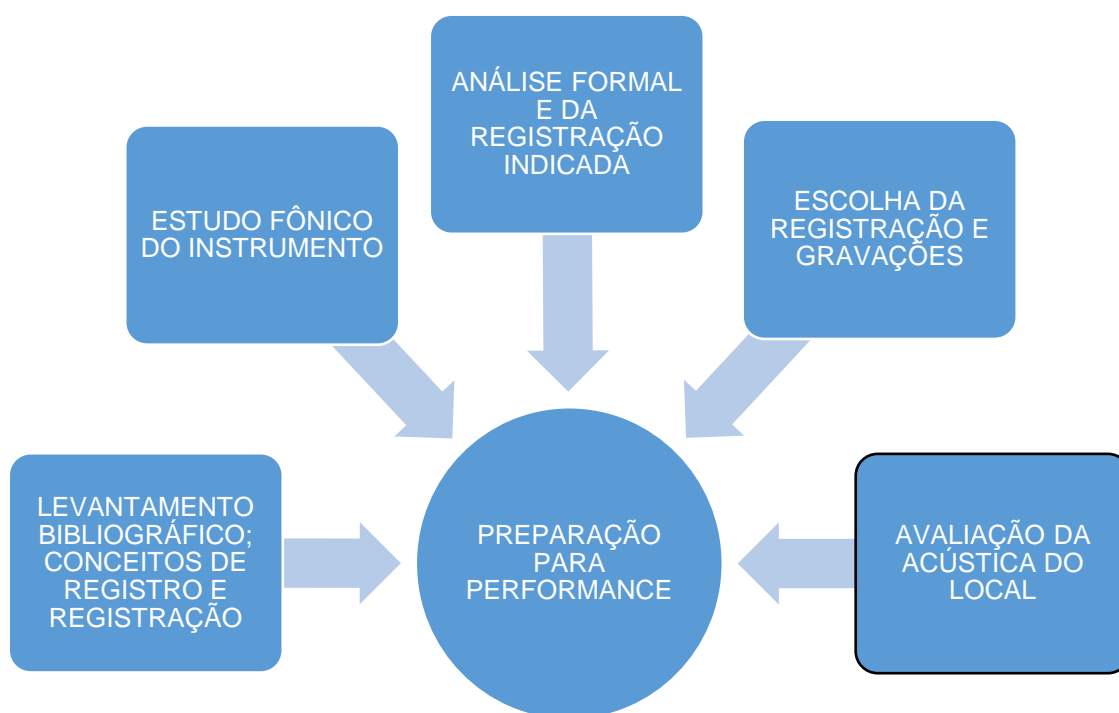 ANÁLISE FORMAL
E DA
REGISTRAÇÃO
INDICADA
ESTUDO FÔNICO
DO INSTRUMENTO
ESCOLHA DA
REGISTRAÇÃO E
GRAVAÇÕES
LEVANTAMENTO
BIBLIOGRÁFICO;
CONCEITOS DE
REGISTRO E
REGISTRAÇÃO
PREPARAÇÃO
PARA
PERFORMANCE
AVALIAÇÃO DA
ACÚSTICA DO
LOCAL